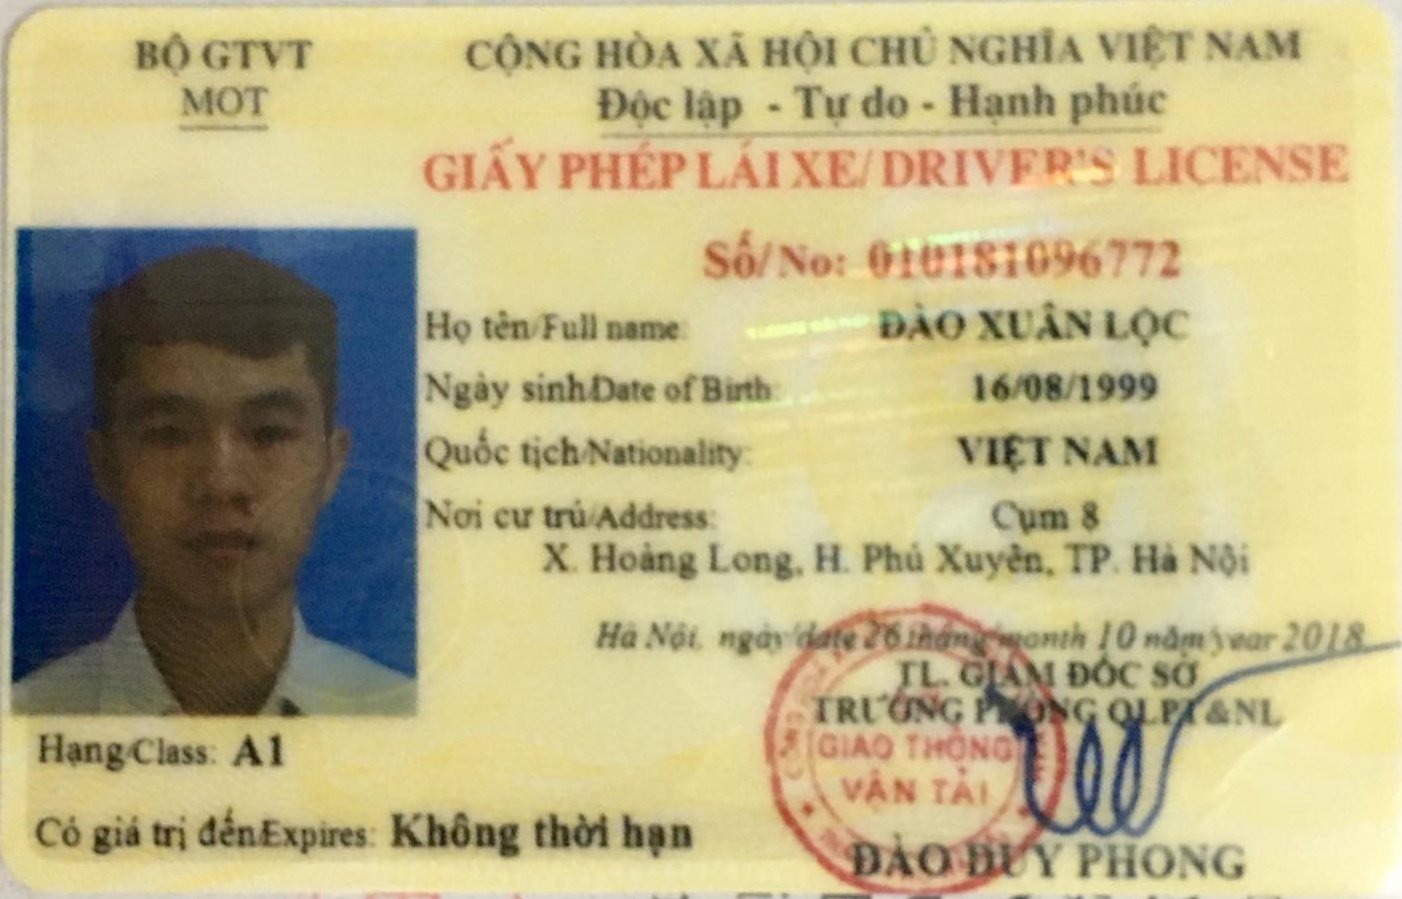 BỘ GTVT
MOT
CỘNG HÒA XÃ HỘI CHỦ NGHĨA VIỆT NAM
Độc lập - Tự do - Hạnh phúc
GIẤY PHÉP LÁI XE/DRIVER'S LICENSE
Số/No: 010181096772
Họ tên/Full name: ĐÀO XUÂN LỘC
Ngày sinh/Date of Birth: 16/08/1999
Quốc tịch/Nationality: VIỆT NAM
Nơi cư trú/Address: Cụm 8
X. Hoàng Long, H. Phú Xuyên, TP. Hà Nội
Hà Nội, ngày/date 26 tháng/month 10 năm/year 2018
TL. GIÁM ĐỐC SỞ
TRƯỞNG PHÒNG QLPT&NL
GIAO THÔNG
VẬN TẢI
ĐÀO DUY PHONG
Hạng/Class: A1
Có giá trị đến/Expires: Không thời hạn